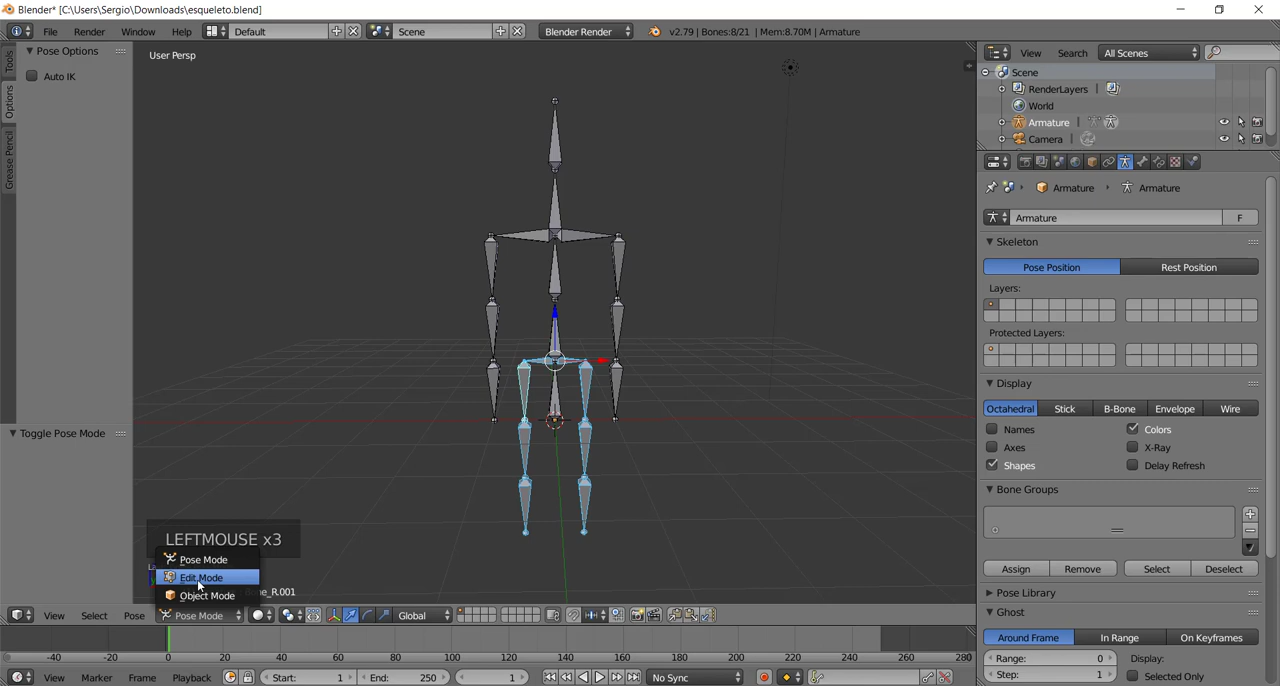 Blender* [C:\Users\Sergio\Downloads\esqueleto.blend]
File Render Window Help Default Scene Blender Render v2.79 | Bones:8/21 | Mem:8.70M | Armature
View Search All Scenes
Pose Options
Auto IK
Tools
Options
Grease Pencil
User Persp
Scene
RenderLayers
World
Armature
Camera
Armature Armature
Armature F
Skeleton
Pose Position Rest Position
Layers:
Protected Layers:
Display
Octahedral Stick B-Bone Envelope Wire
Names Colors
Axes X-Ray
Shapes Delay Refresh
Bone Groups
Assign Remove Select Deselect
Pose Library
Ghost
Around Frame In Range On Keyframes
Range: 0 Display:
Step: 1 Selected Only
Toggle Pose Mode
LEFTMOUSE x3
Pose Mode
Edit Mode
Object Mode
e_R.001
View Select Pose Pose Mode Global
-40 -20 0 20 40 60 80 100 120 140 160 180 200 220 240 260 280
View Marker Frame Playback Start: 1 End: 250 1 No Sync